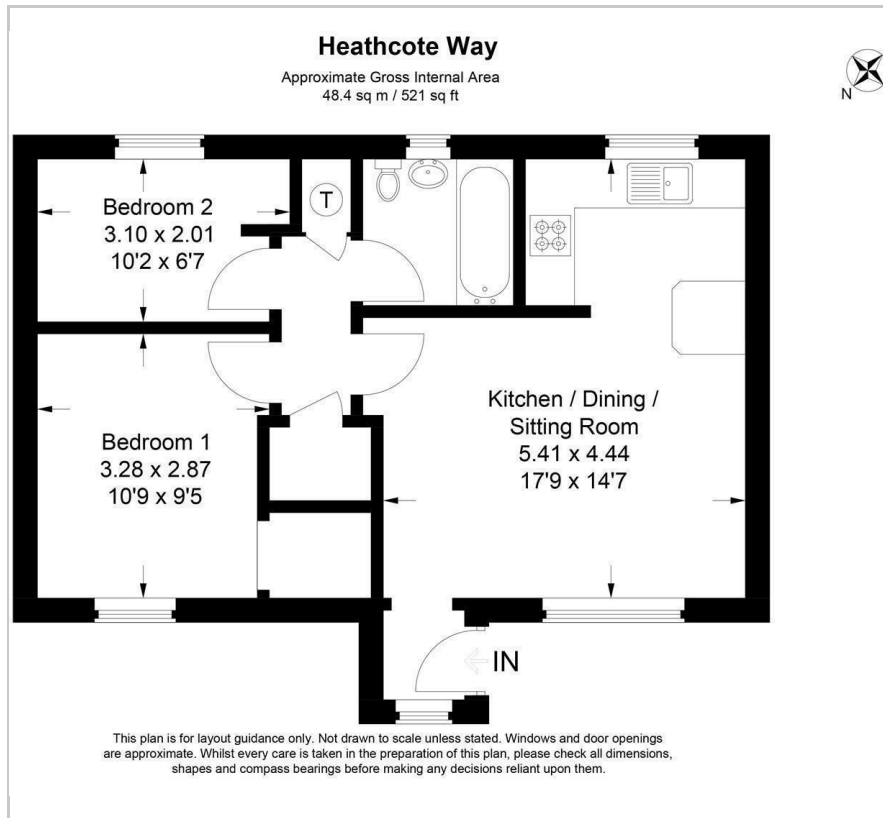 Heathcote Way
Approximate Gross Internal Area
48.4 sq m / 521 sq ft
N
Bedroom 2
3.10 x 2.01
10'2 x 6'7
T
Bedroom 1
3.28 x 2.87
10'9 x 9'5
Kitchen / Dining /
Sitting Room
5.41 x 4.44
17'9 x 14'7
IN
This plan is for layout guidance only. Not drawn to scale unless stated. Windows and door openings
are approximate. Whilst every care is taken in the preparation of this plan, please check all dimensions,
shapes and compass bearings before making any decisions reliant upon them.